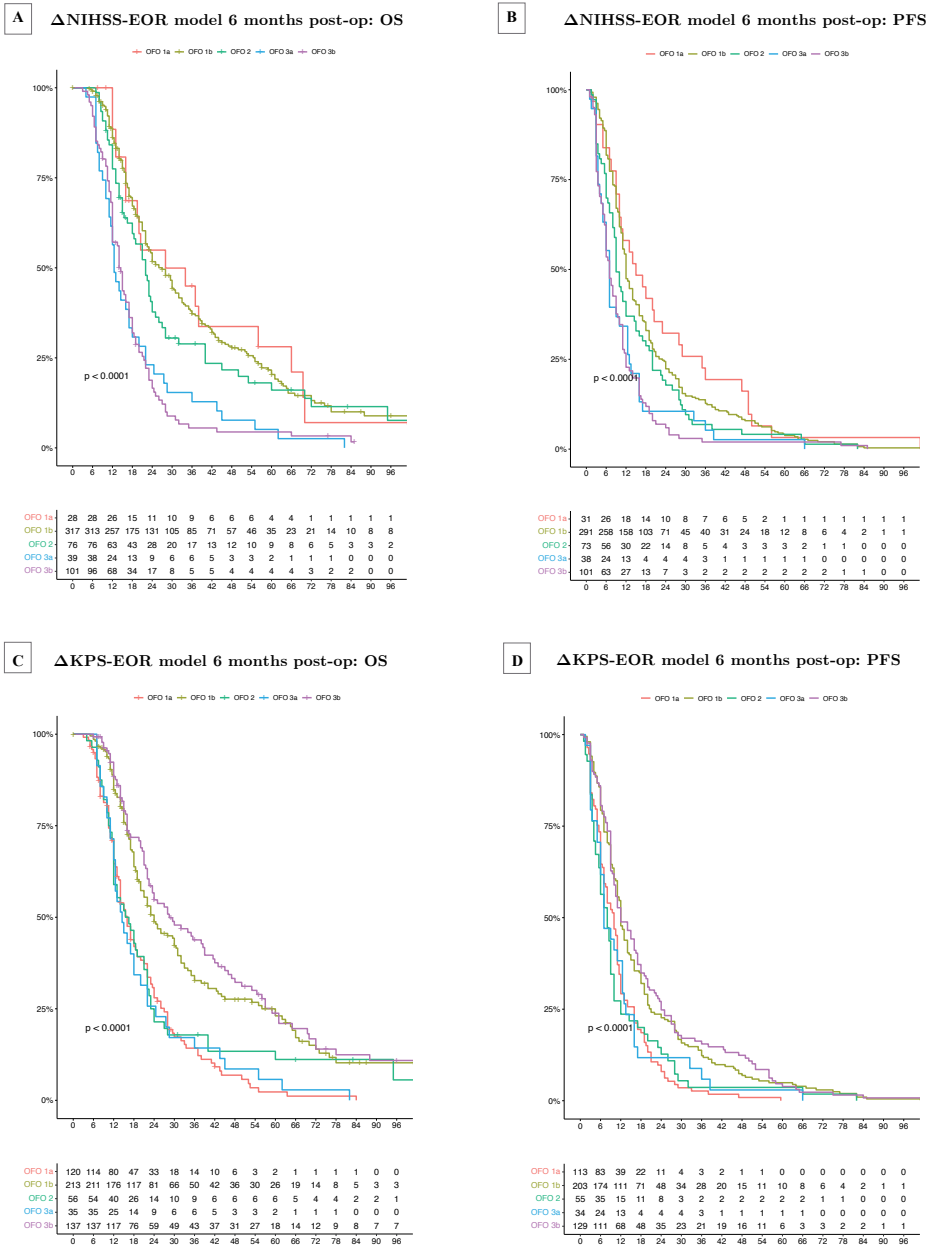 A ΔNIHSS-EOR model 6 months post-op: OS
OFO 1a OFO 1b OFO 2 OFO 3a OFO 3b
100%
75%
50%
25%
p < 0.0001
0%
0 6 12 18 24 30 36 42 48 54 60 66 72 78 84 90 96
OFO 1a 28 28 26 15 11 10 9 6 6 6 4 4 1 1 1 1 1
OFO 1b 317 313 257 175 131 105 85 71 57 46 35 23 21 14 10 8 8
OFO 2 76 76 63 43 28 20 17 13 12 10 9 8 6 5 3 3 2
OFO 3a 39 38 24 13 9 6 6 5 3 3 2 1 1 1 0 0 0
OFO 3b 101 96 68 34 17 8 5 5 4 4 4 4 3 2 2 0 0
0 6 12 18 24 30 36 42 48 54 60 66 72 78 84 90 96
B ΔNIHSS-EOR model 6 months post-op: PFS
OFO 1a OFO 1b OFO 2 OFO 3a OFO 3b
100%
75%
50%
25%
p < 0.0001
0%
0 6 12 18 24 30 36 42 48 54 60 66 72 78 84 90 96
OFO 1a 31 26 18 14 10 8 7 6 5 2 1 1 1 1 1 1 1
OFO 1b 291 258 158 103 71 45 40 31 24 18 12 8 6 4 2 1 1
OFO 2 73 56 30 22 14 8 5 4 3 3 3 2 1 1 0 0 0
OFO 3a 38 24 13 4 4 4 3 1 1 1 1 1 0 0 0 0 0
OFO 3b 101 63 27 13 7 3 2 2 2 2 2 2 2 1 1 0 0
0 6 12 18 24 30 36 42 48 54 60 66 72 78 84 90 96
C ΔKPS-EOR model 6 months post-op: OS
OFO 1a OFO 1b OFO 2 OFO 3a OFO 3b
100%
75%
50%
25%
p < 0.0001
0%
0 6 12 18 24 30 36 42 48 54 60 66 72 78 84 90 96
OFO 1a 120 114 80 47 33 18 14 10 6 3 2 1 1 1 1 0 0
OFO 1b 213 211 176 117 81 66 50 42 36 30 26 19 14 8 5 3 3
OFO 2 56 54 40 26 14 10 9 6 6 6 6 5 4 4 2 2 1
OFO 3a 35 35 25 14 9 6 6 5 3 3 2 1 1 1 0 0 0
OFO 3b 137 137 117 76 59 49 43 37 31 27 18 14 12 9 8 7 7
0 6 12 18 24 30 36 42 48 54 60 66 72 78 84 90 96
D ΔKPS-EOR model 6 months post-op: PFS
OFO 1a OFO 1b OFO 2 OFO 3a OFO 3b
100%
75%
50%
25%
p < 0.0001
0%
0 6 12 18 24 30 36 42 48 54 60 66 72 78 84 90 96
OFO 1a 113 83 39 22 11 4 3 2 1 1 0 0 0 0 0 0 0
OFO 1b 203 174 111 71 48 34 28 20 15 11 10 8 6 4 2 1 1
OFO 2 55 35 15 11 8 3 2 2 2 2 2 2 1 1 0 0 0
OFO 3a 34 24 13 4 4 4 3 1 1 1 1 1 0 0 0 0 0
OFO 3b 129 111 68 48 35 23 21 19 16 11 6 3 3 2 2 1 1
0 6 12 18 24 30 36 42 48 54 60 66 72 78 84 90 96